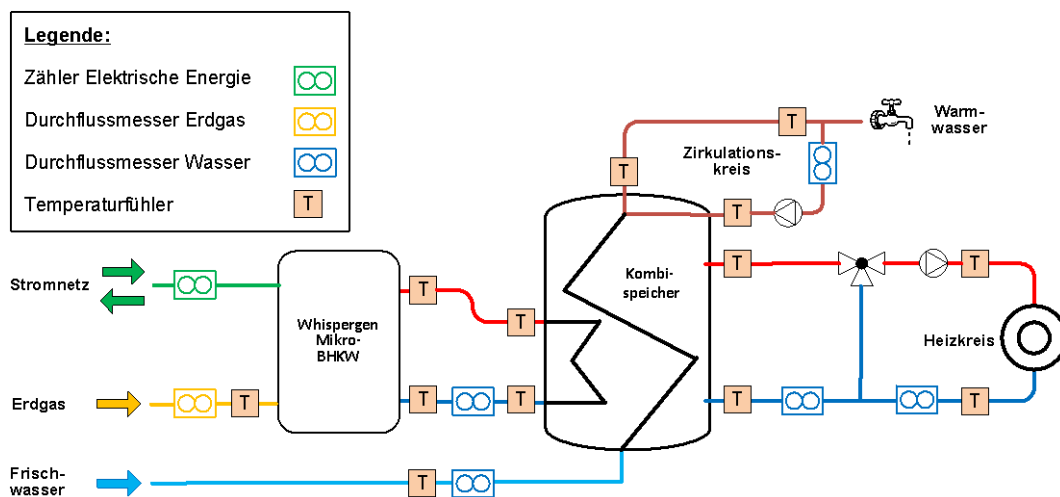 Legende:
Zähler Elektrische Energie
Durchflussmesser Erdgas
Durchflussmesser Wasser
Temperaturfühler
T
T
Warm-
wasser
Zirkulations-
kreis
T
T
Stromnetz
Whispergen
Mikro-
BHKW
T
T
Kombi-
speicher
T
T
Heizkreis
Erdgas
T
T
T
T
T
Frisch-
wasser
T